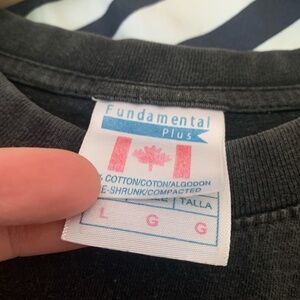 Fundamental
Plus
COTTON/COTON/ALGODON
E-SHRUNK/COMPACTED
TALLA
L G G